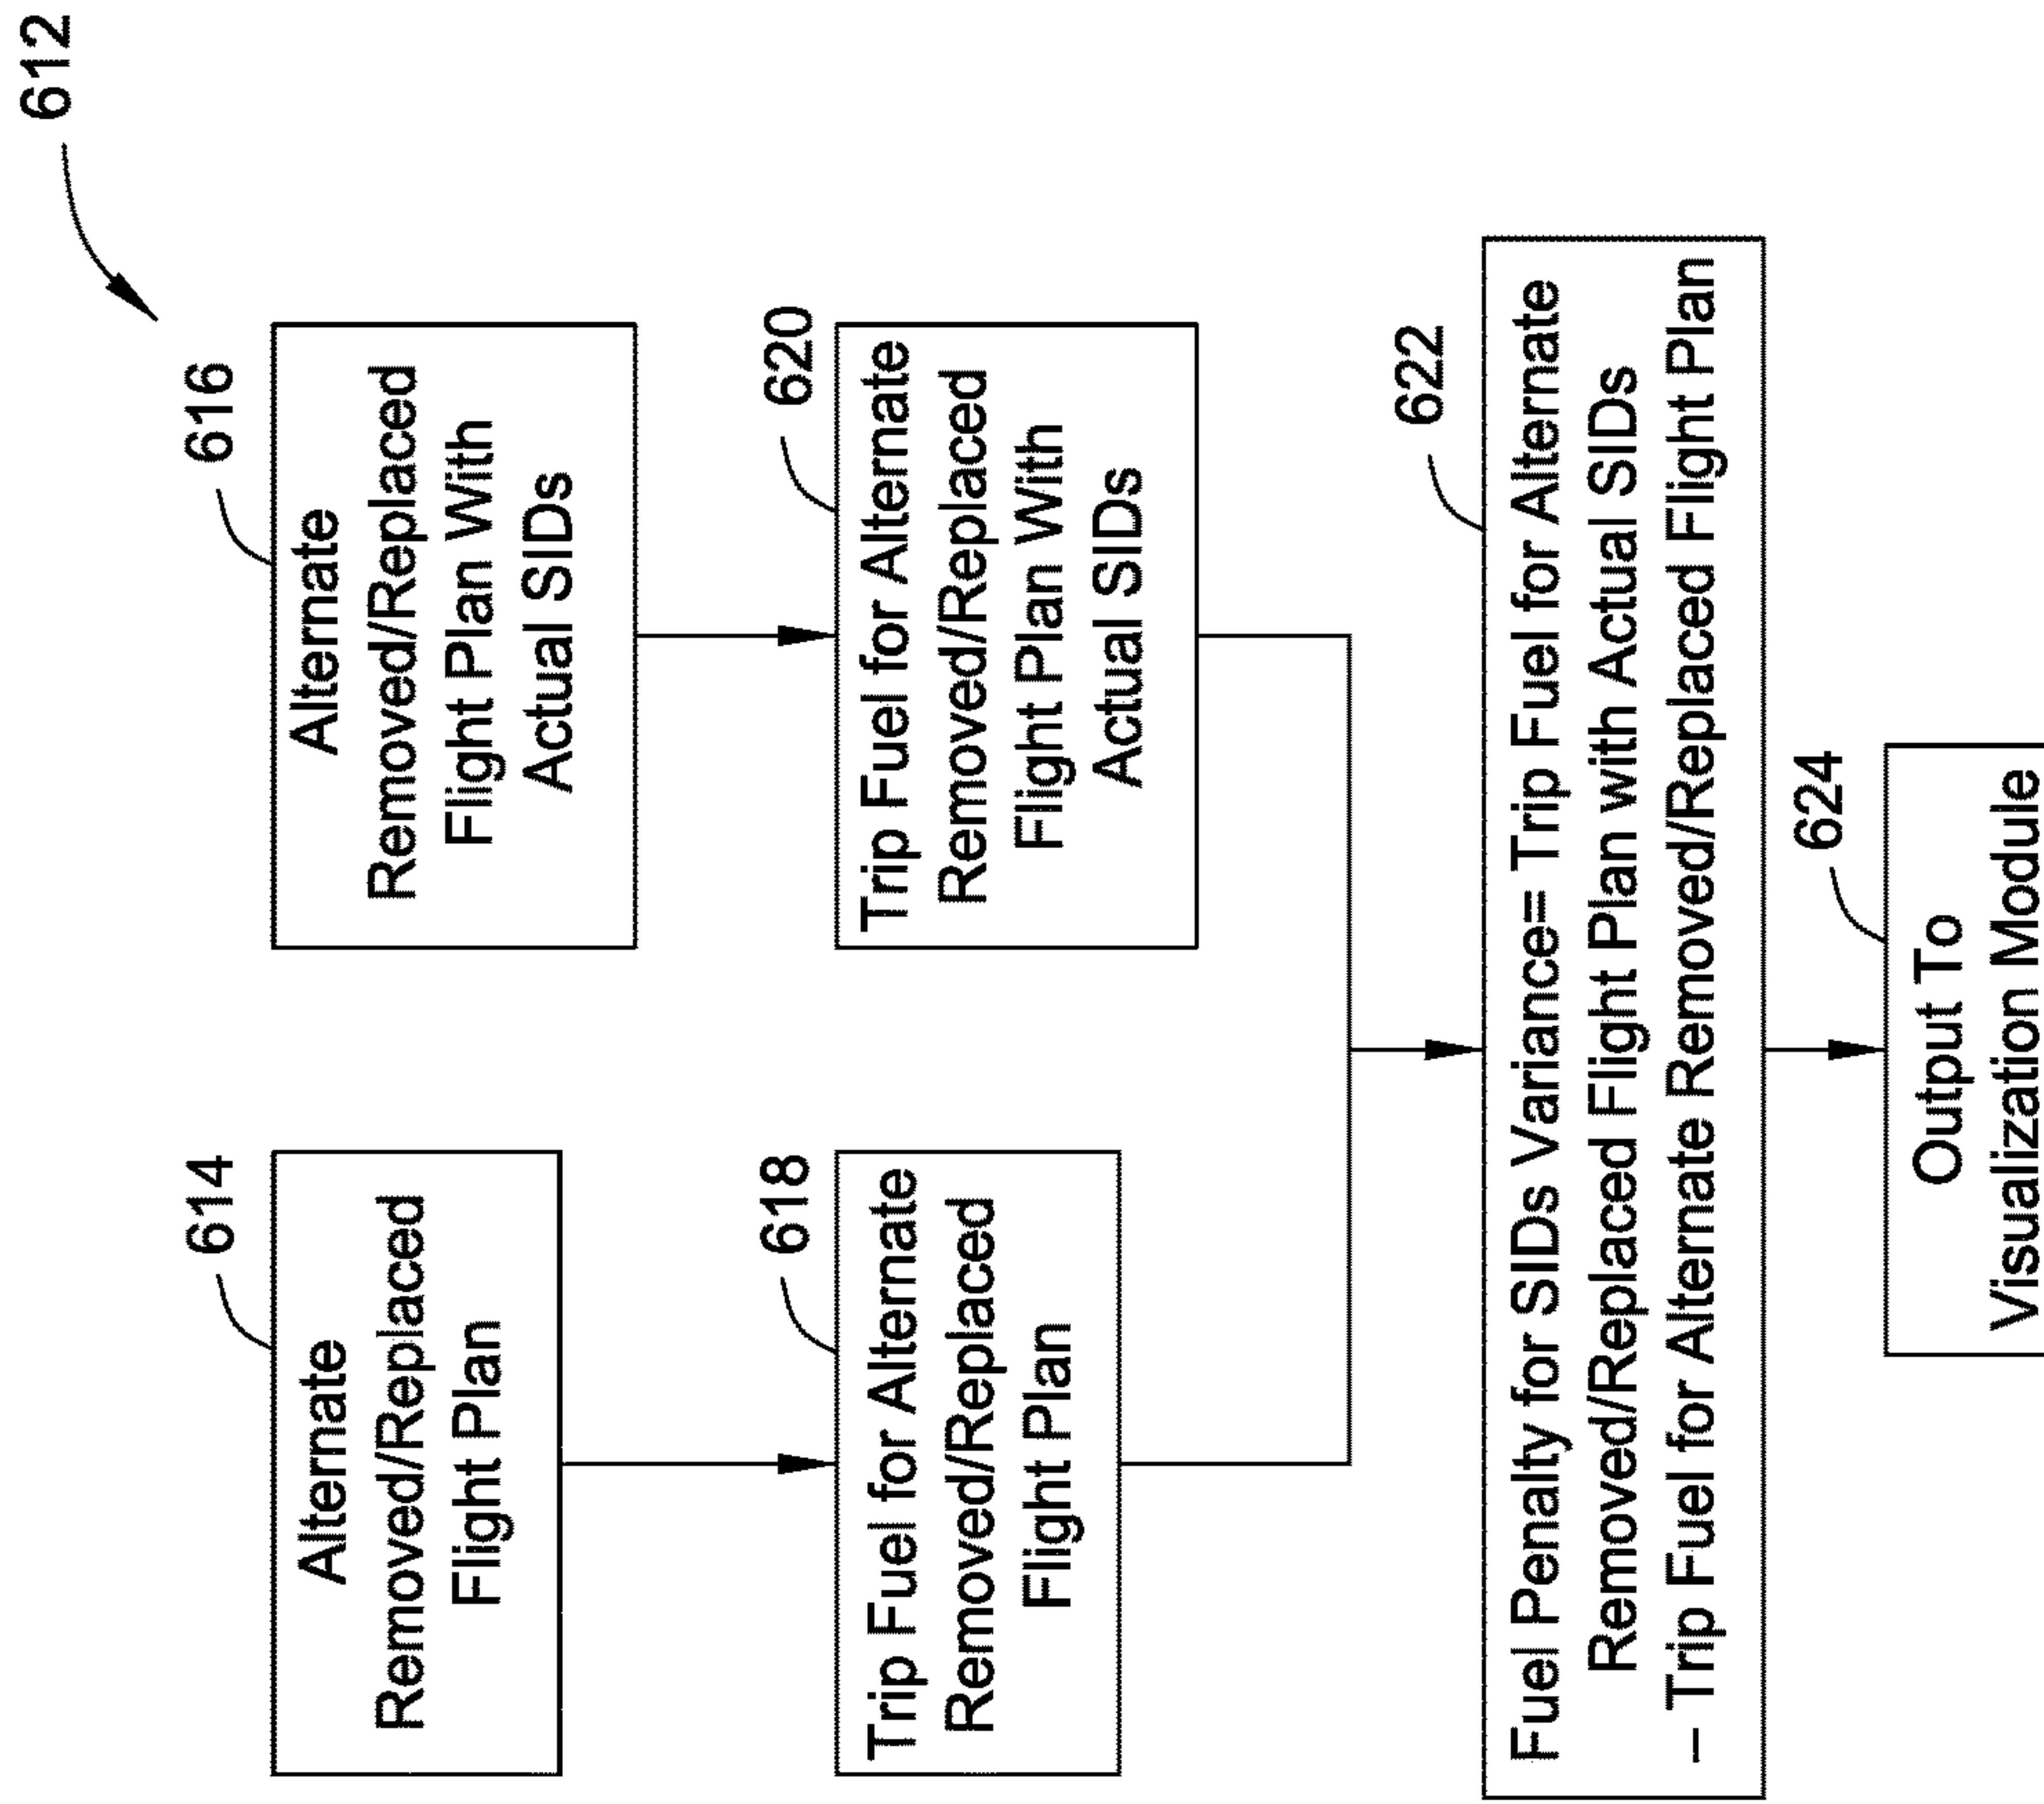 612
614
Alternate
Removed/Replaced
Flight Plan
616
Alternate
Removed/Replaced
Flight Plan With
Actual SIDs
618
Trip Fuel for Alternate
Removed/Replaced
Flight Plan
620
Trip Fuel for Alternate
Removed/Replaced
Flight Plan With
Actual SIDs
622
Fuel Penalty for SIDs Variance= Trip Fuel for Alternate
Removed/Replaced Flight Plan with Actual SIDs
– Trip Fuel for Alternate Removed/Replaced Flight Plan
624
Output To
Visualization Module